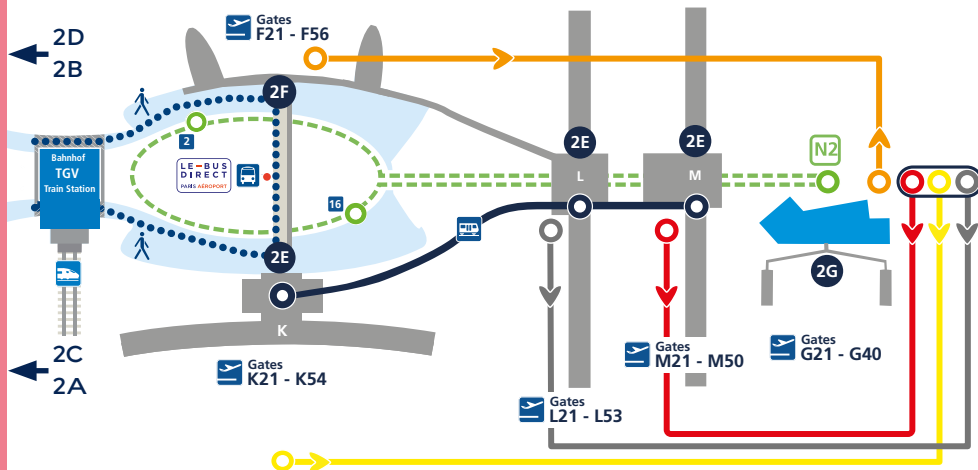 2D
2B
Gates
F21 - F56
2F
2
Bahnhof
TGV
Train Station
LE–BUS
DIRECT
PARIS AÉROPORT
16
2E
2E
2E
L
M
N2
2G
K
2C
2A
Gates
K21 - K54
Gates
L21 - L53
Gates
M21 - M50
Gates
G21 - G40